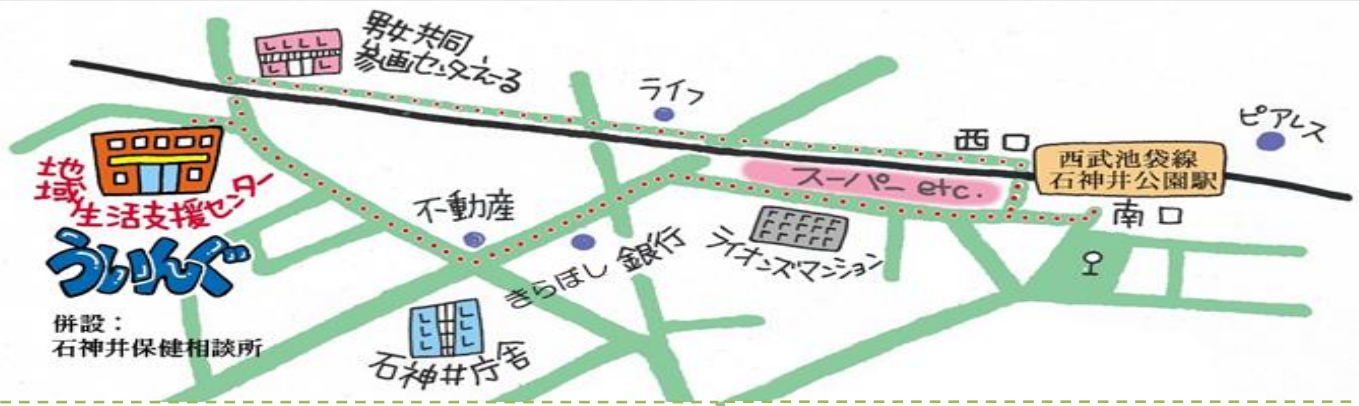 男女共同
参画センターえーる
ライフ
ピアレス
西口
西武池袋線
石神井公園駅
スーパー etc.
南口
地域
生活支援センター
ういんぐ
不動産
きらぼし銀行
ライオンズマンション
併設：
石神井保健相談所
石神井庁舎